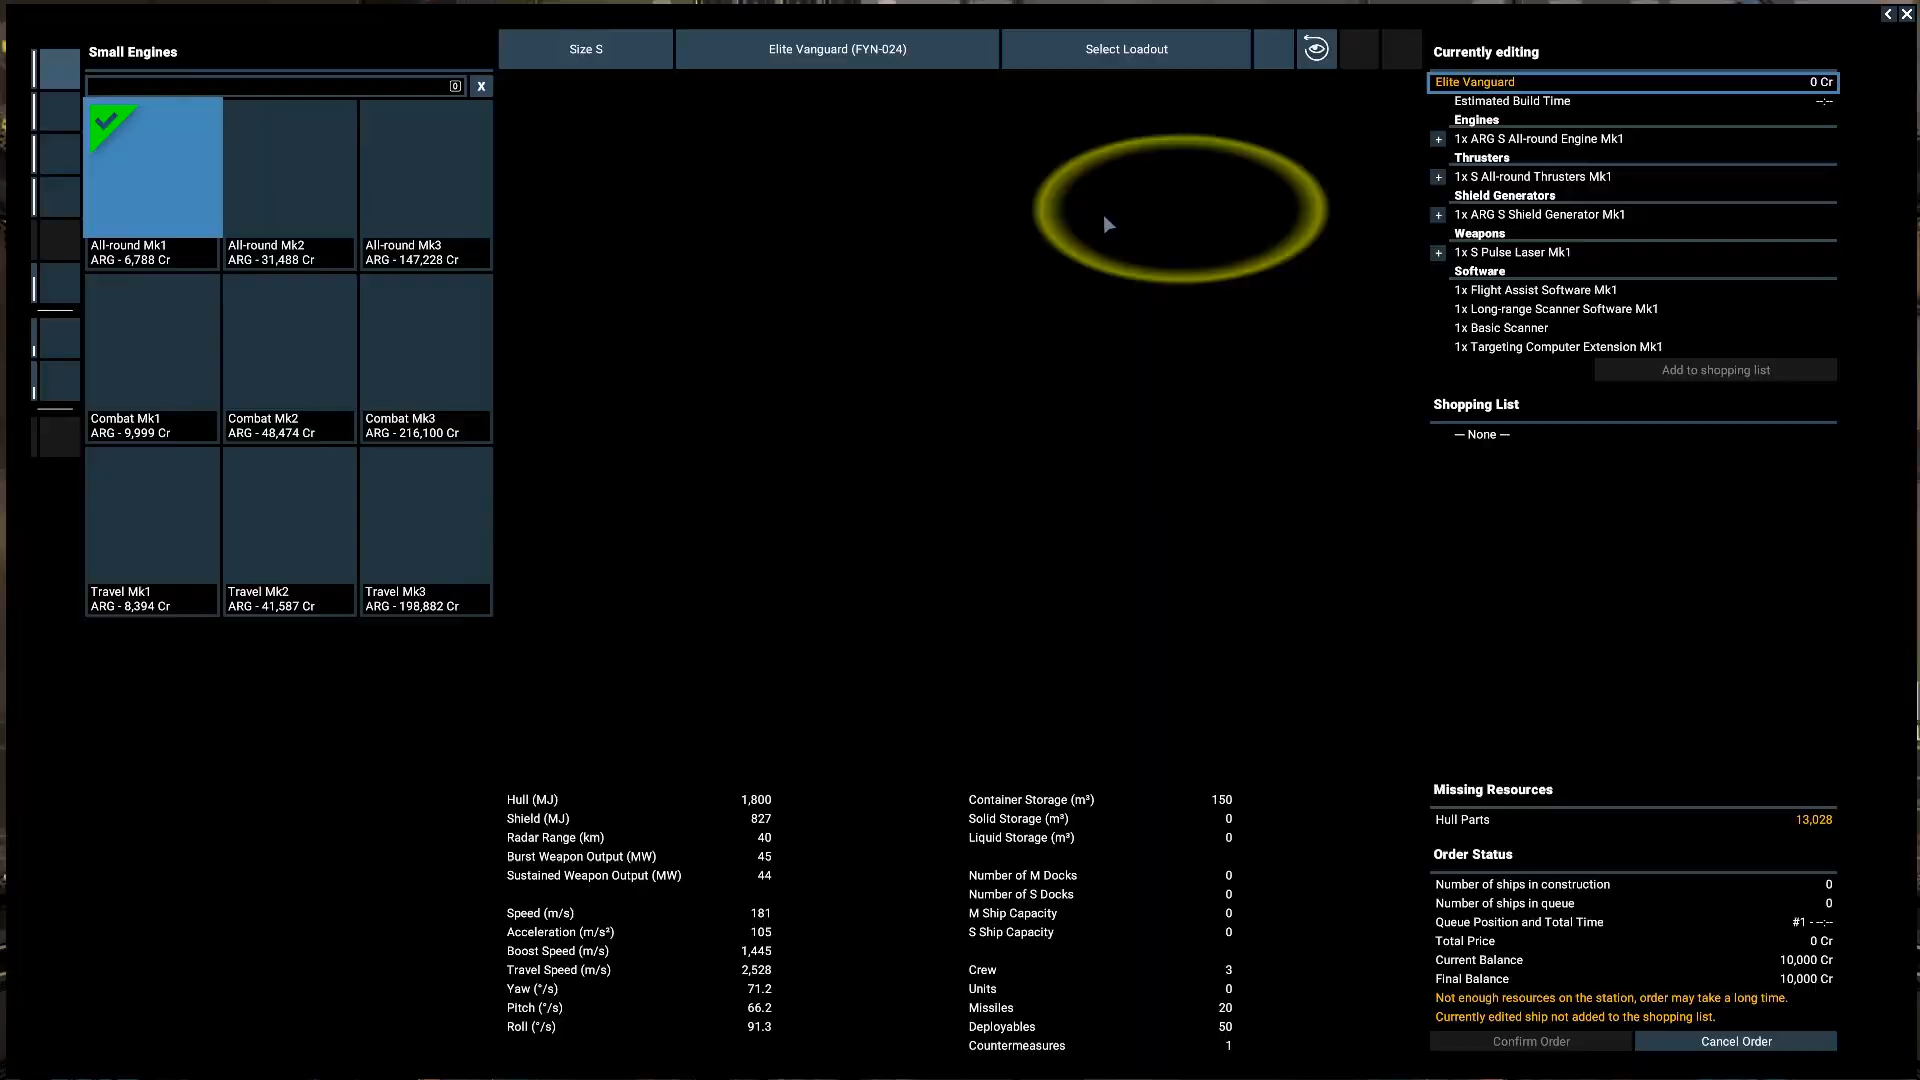 Small Engines
0
X
All-round Mk1
ARG - 6,788 Cr
All-round Mk2
ARG - 31,488 Cr
All-round Mk3
ARG - 147,228 Cr
Combat Mk1
ARG - 9,999 Cr
Combat Mk2
ARG - 48,474 Cr
Combat Mk3
ARG - 216,100 Cr
Travel Mk1
ARG - 8,394 Cr
Travel Mk2
ARG - 41,587 Cr
Travel Mk3
ARG - 198,882 Cr
Size S
Elite Vanguard (FYN-024)
Select Loadout
Hull (MJ) 1,800
Shield (MJ) 827
Radar Range (km) 40
Burst Weapon Output (MW) 45
Sustained Weapon Output (MW) 44
Speed (m/s) 181
Acceleration (m/s²) 105
Boost Speed (m/s) 1,445
Travel Speed (m/s) 2,528
Yaw (°/s) 71.2
Pitch (°/s) 66.2
Roll (°/s) 91.3
Container Storage (m³) 150
Solid Storage (m³) 0
Liquid Storage (m³) 0
Number of M Docks 0
Number of S Docks 0
M Ship Capacity 0
S Ship Capacity 0
Crew 3
Units 0
Missiles 20
Deployables 50
Countermeasures 1
Currently editing
Elite Vanguard 0 Cr
Estimated Build Time --:--
Engines
+ 1x ARG S All-round Engine Mk1
Thrusters
+ 1x S All-round Thrusters Mk1
Shield Generators
+ 1x ARG S Shield Generator Mk1
Weapons
+ 1x S Pulse Laser Mk1
Software
1x Flight Assist Software Mk1
1x Long-range Scanner Software Mk1
1x Basic Scanner
1x Targeting Computer Extension Mk1
Add to shopping list
Shopping List
— None —
Missing Resources
Hull Parts 13,028
Order Status
Number of ships in construction 0
Number of ships in queue 0
Queue Position and Total Time #1 - --:--
Total Price 0 Cr
Current Balance 10,000 Cr
Final Balance 10,000 Cr
Not enough resources on the station, order may take a long time.
Currently edited ship not added to the shopping list.
Confirm Order
Cancel Order